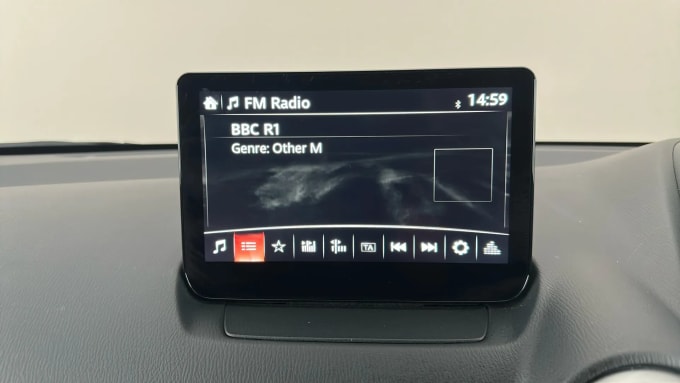 FM Radio 14:59
BBC R1
Genre: Other M
TA